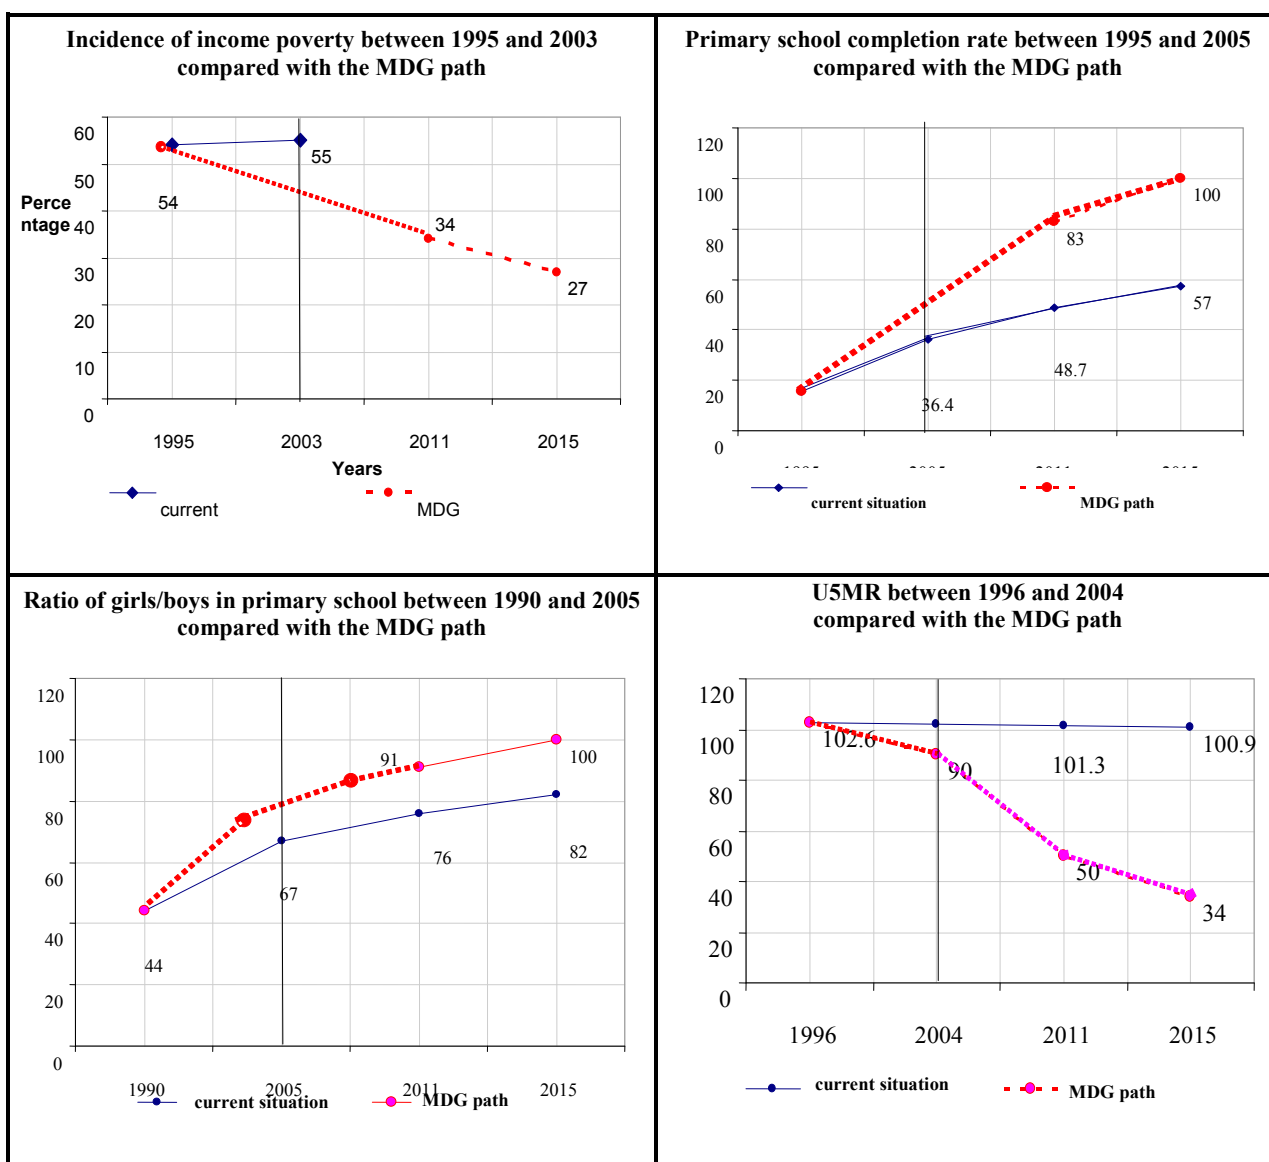 Incidence of income poverty between 1995 and 2003
compared with the MDG path
60
50
40
30
20
10
0
Perce
ntage
54
55
34
27
1995 2003 2011 2015
Years
current MDG
Primary school completion rate between 1995 and 2005
compared with the MDG path
120
100
80
60
40
20
0
100
83
57
48.7
36.4
1995 2005 2011 2015
current situation MDG path
Ratio of girls/boys in primary school between 1990 and 2005
compared with the MDG path
120
100
80
60
40
20
0
91
100
76
82
67
44
1990 2005 2011 2015
current situation MDG path
U5MR between 1996 and 2004
compared with the MDG path
120
100
80
60
40
20
0
102.6
90
101.3
100.9
50
34
1996 2004 2011 2015
current situation MDG path